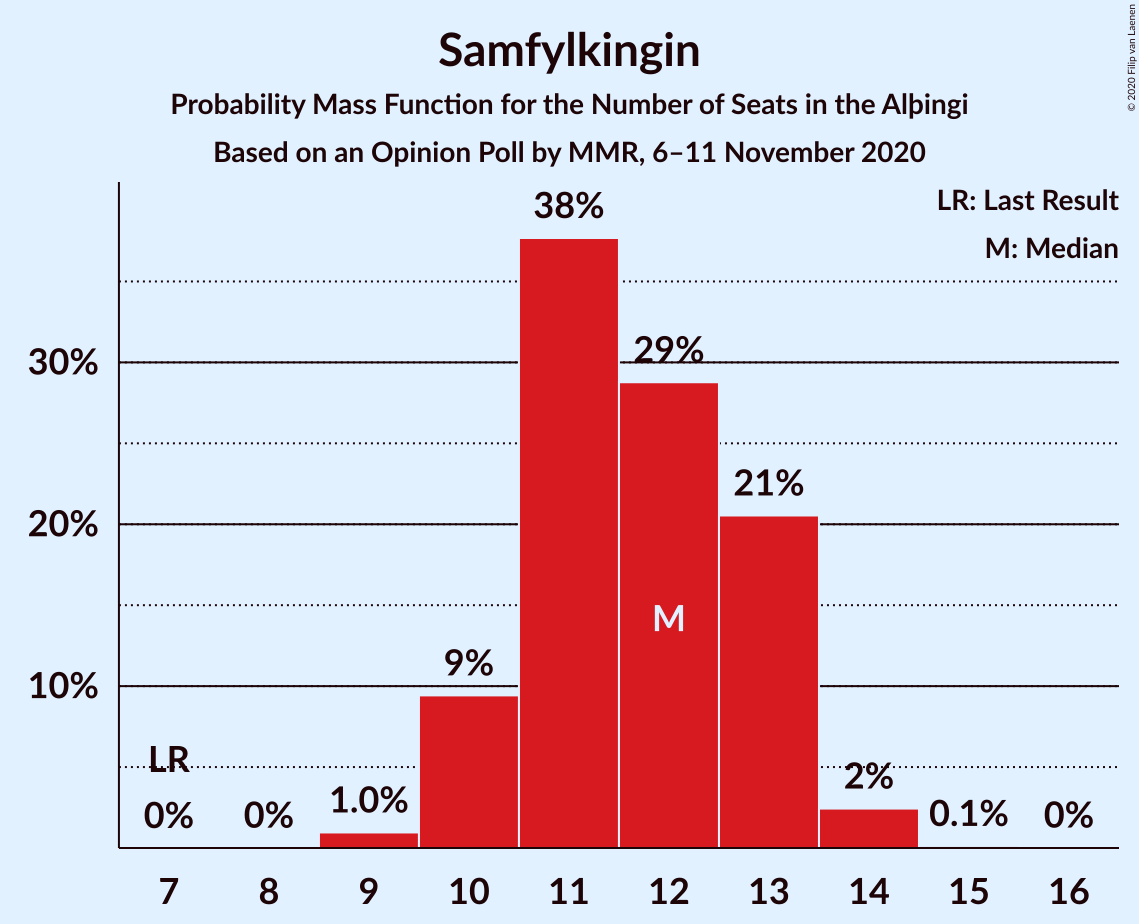 Samfylkingin
Probability Mass Function for the Number of Seats in the Alþingi
Based on an Opinion Poll by MMR, 6–11 November 2020
© 2020 Filip van Laenen
LR: Last Result
M: Median
38%
30%
29%
20%
21%
M
10%
9%
LR
0%
0%
1.0%
2%
0.1%
0%
7 8 9 10 11 12 13 14 15 16